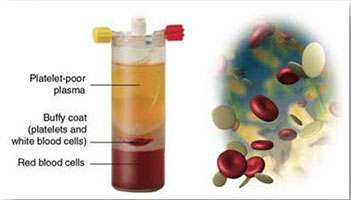 Platelet-poor
plasma
Buffy coat
(platelets and
white blood cells)
Red blood cells